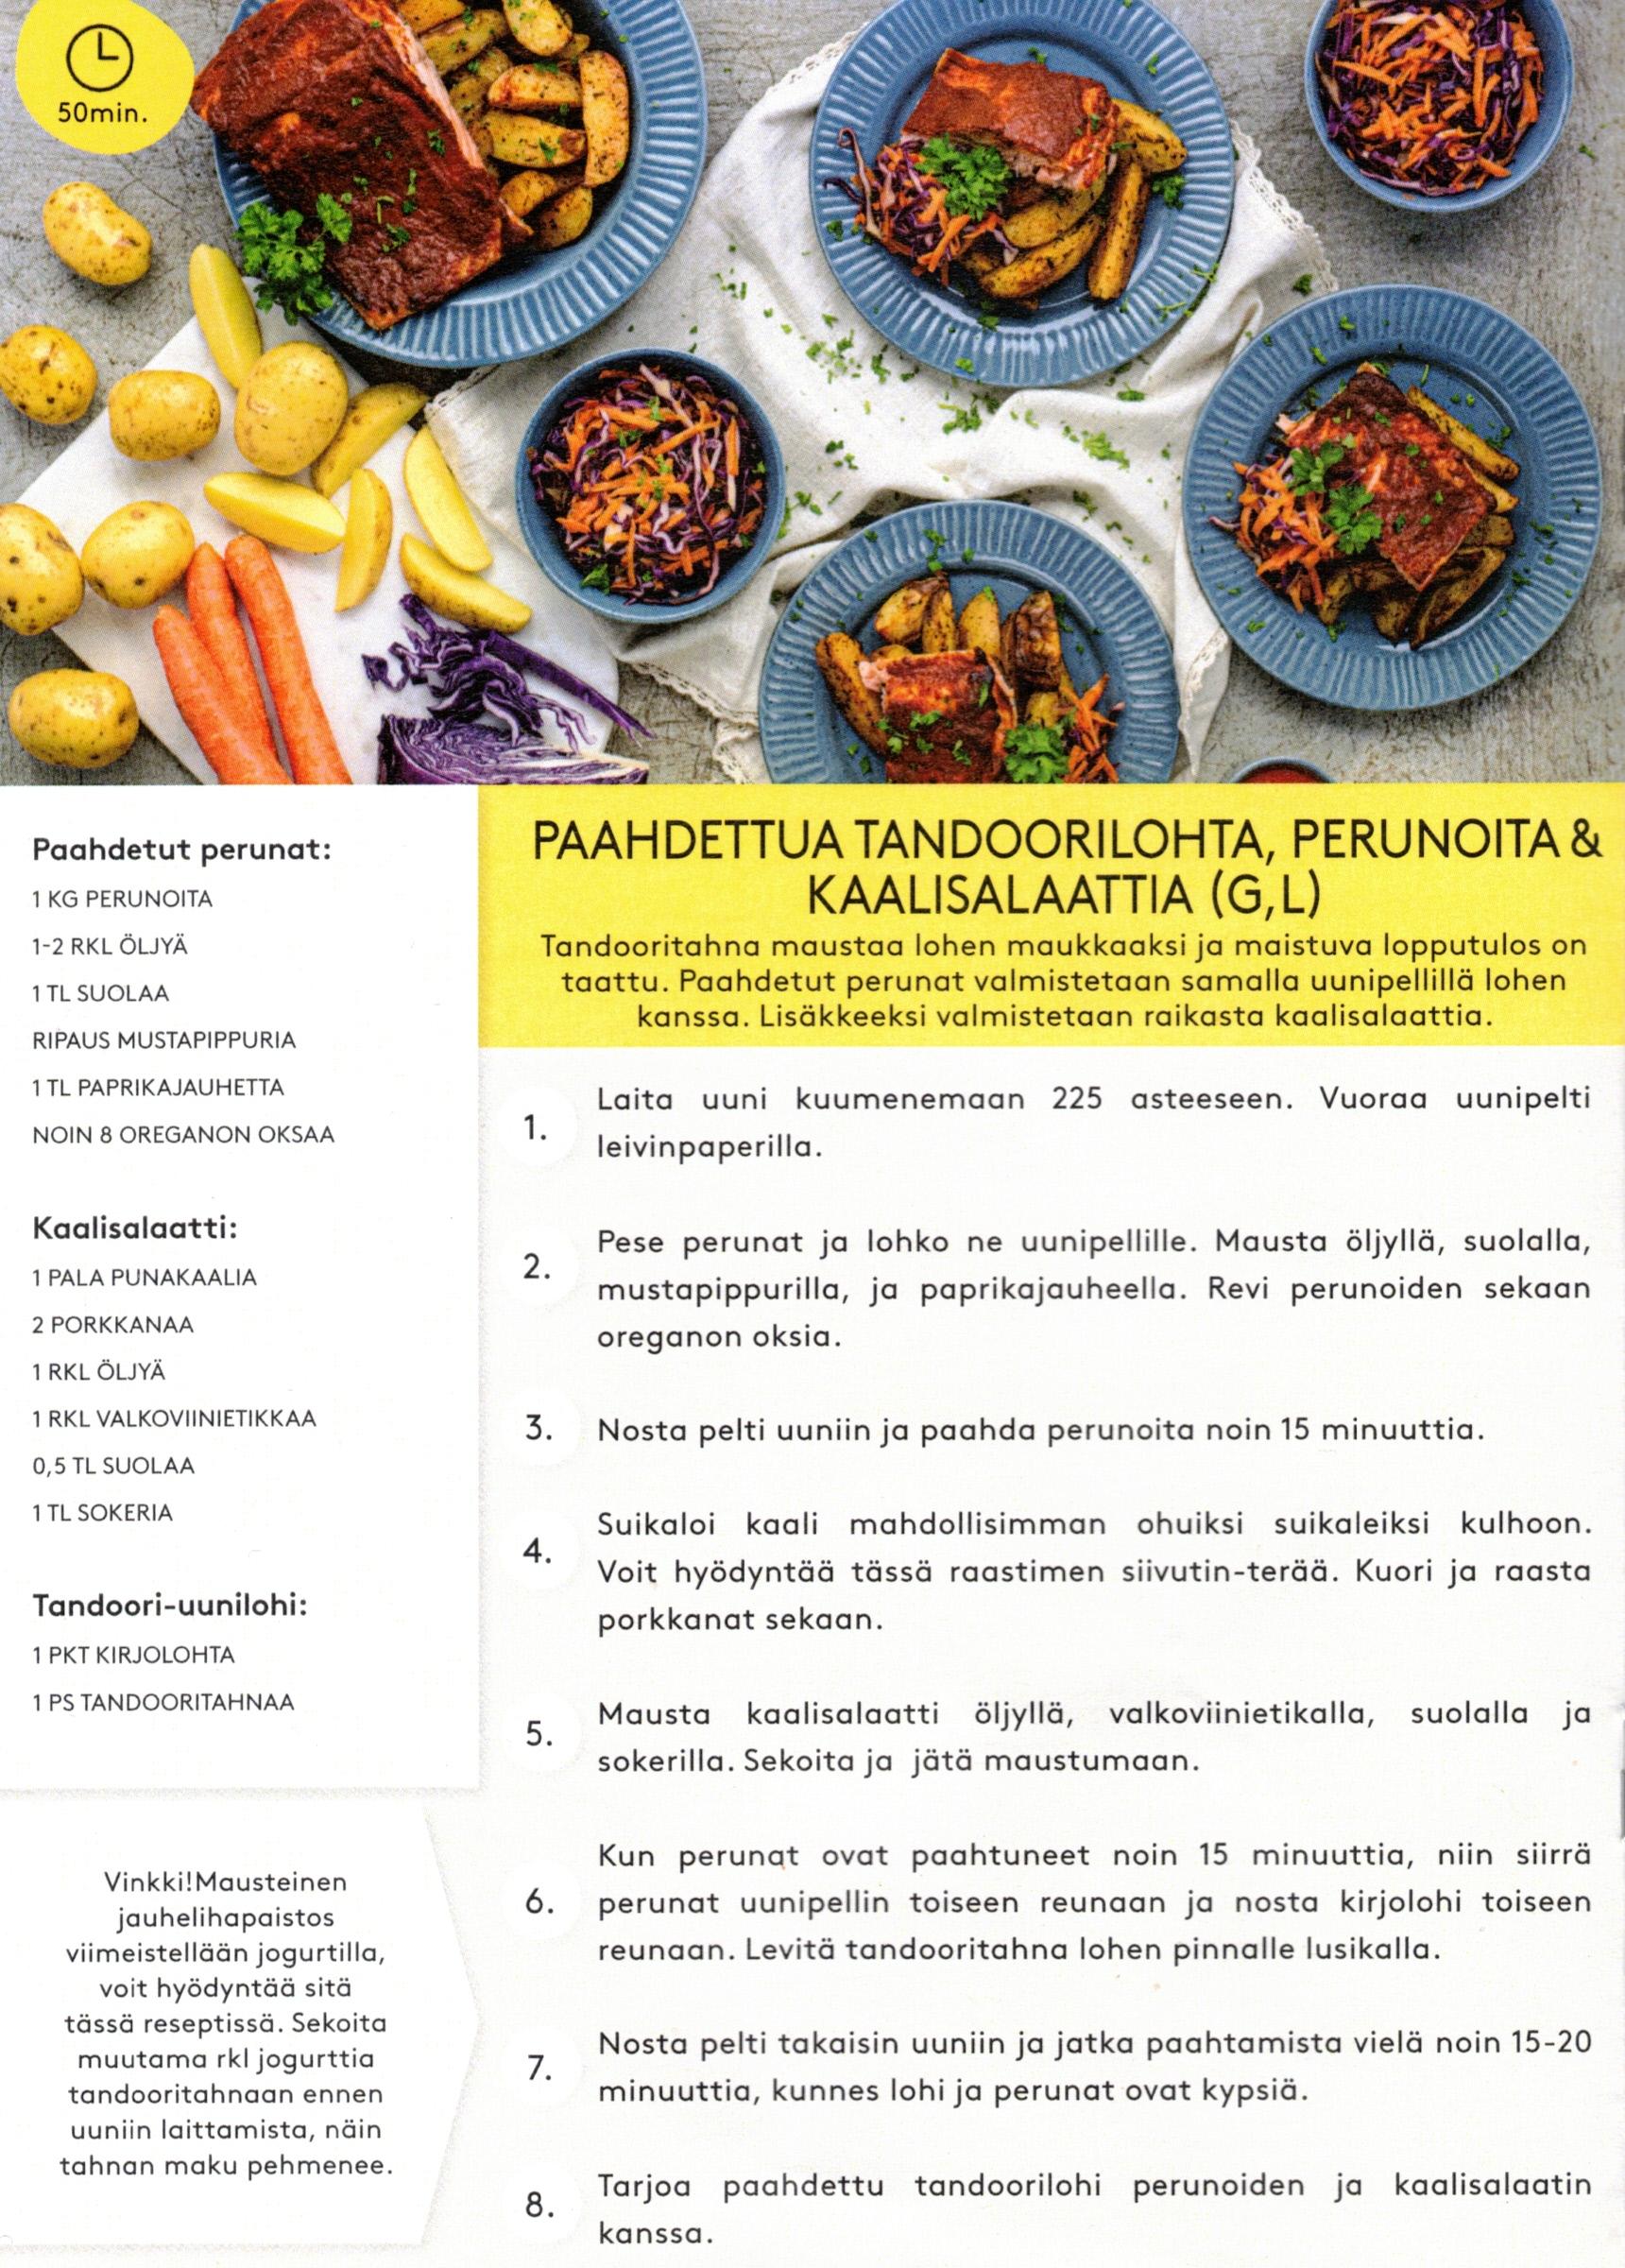 50min.
Paahdetut perunat:
1 KG PERUNOITA
1-2 RKL ÖLJYÄ
1 TL SUOLAA
RIPAUS MUSTAPIPPURIA
1 TL PAPRIKAJAUHETTA
NOIN 8 OREGANON OKSAA
Kaalisalaatti:
1 PALA PUNAKAALIA
2 PORKKANAA
1 RKL ÖLJYÄ
1 RKL VALKOVIINIETIKKAA
0,5 TL SUOLAA
1 TL SOKERIA
Tandoori-uunilohi:
1 PKT KIRJOLOHTA
1 PS TANDOORITAHNAA
Vinkki!Mausteinen
jauhelihapaistos
viimeistellään jogurtilla,
voit hyödyntää sitä
tässä reseptissä. Sekoita
muutama rkl jogurttia
tandooritahnaan ennen
uuniin laittamista, näin
tahnan maku pehmenee.
PAAHDETTUA TANDOORILOHTA, PERUNOITA &
KAALISALAATTIA (G,L)
Tandooritahna maustaa lohen maukkaaksi ja maistuva lopputulos on
taattu. Paahdetut perunat valmistetaan samalla uunipellillä lohen
kanssa. Lisäkkeeksi valmistetaan raikasta kaalisalaattia.
1. Laita uuni kuumenemaan 225 asteeseen. Vuoraa uunipelti
leivinpaperilla.
2. Pese perunat ja lohko ne uunipellille. Mausta öljyllä, suolalla,
mustapippurilla, ja paprikajauheella. Revi perunoiden sekaan
oreganon oksia.
3. Nosta pelti uuniin ja paahda perunoita noin 15 minuuttia.
4. Suikaloi kaali mahdollisimman ohuiksi suikaleiksi kulhoon.
Voit hyödyntää tässä raastimen siivutin-terää. Kuori ja raasta
porkkanat sekaan.
5. Mausta kaalisalaatti öljyllä, valkoviinietikalla, suolalla ja
sokerilla. Sekoita ja jätä maustumaan.
6. Kun perunat ovat paahtuneet noin 15 minuuttia, niin siirrä
perunat uunipellin toiseen reunaan ja nosta kirjolohi toiseen
reunaan. Levitä tandooritahna lohen pinnalle lusikalla.
7. Nosta pelti takaisin uuniin ja jatka paahtamista vielä noin 15-20
minuuttia, kunnes lohi ja perunat ovat kypsiä.
8. Tarjoa paahdettu tandoorilohi perunoiden ja kaalisalaatin
kanssa.